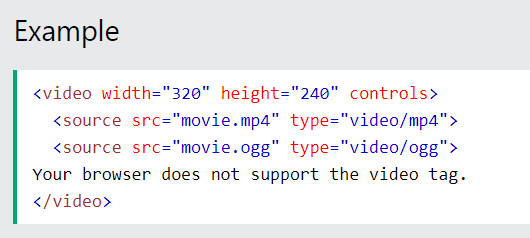 Example
<video width="320" height="240" controls>
<source src="movie.mp4" type="video/mp4">
<source src="movie.ogg" type="video/ogg">
Your browser does not support the video tag.
</video>